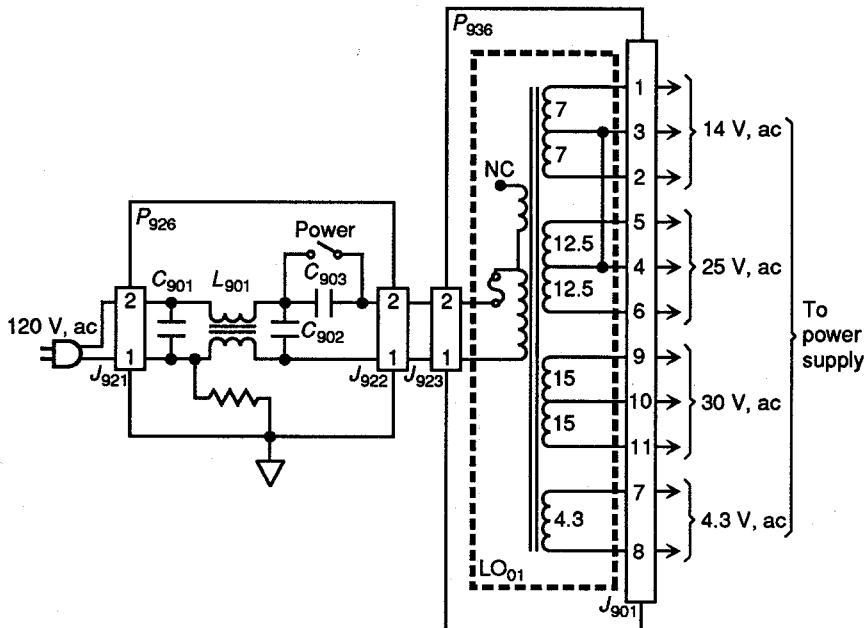 P936
1
7
3
14 V, ac
7
NC
2
P926
5
Power
12.5
4
25 V, ac
C901
L901
C903
12.5
2
2
2
6
To
power
supply
120 V, ac
C902
9
1
1
1
15
J921
J922
J923
10
30 V, ac
15
11
7
4.3
4.3 V, ac
8
LO01
J901